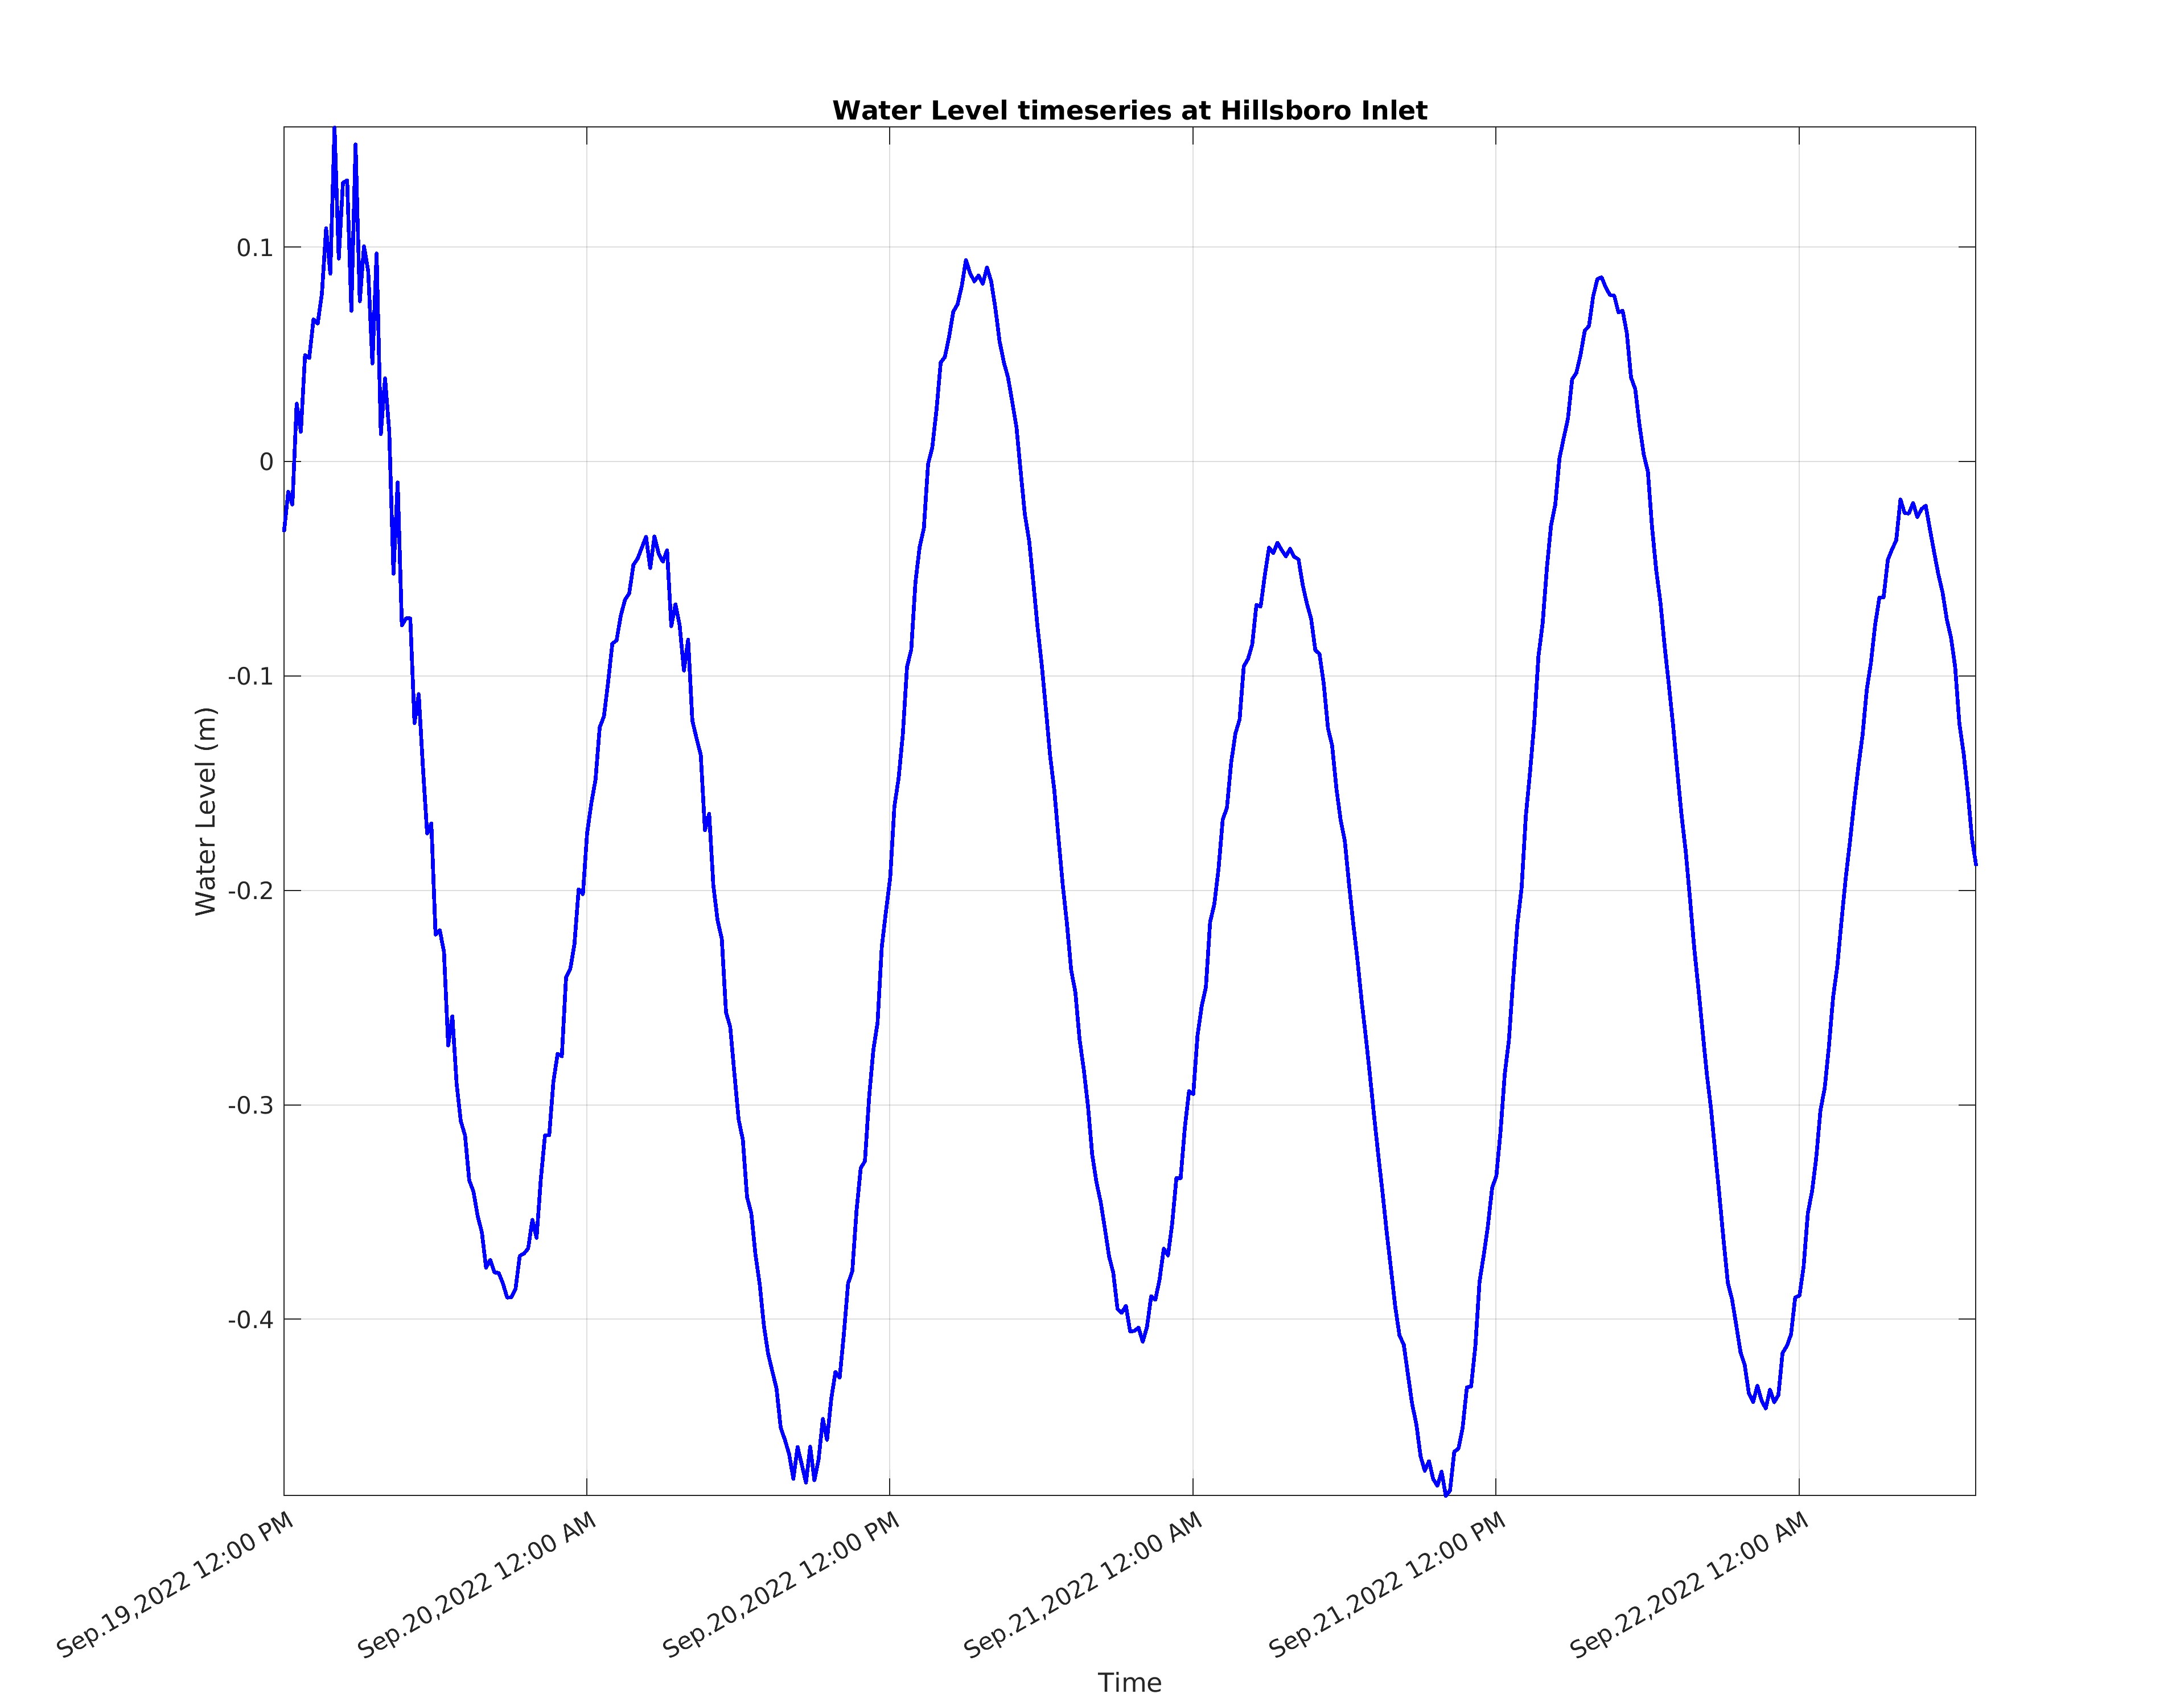 Water Level timeseries at Hillsboro Inlet
0.1
0
-0.1
-0.2
-0.3
-0.4
Water Level (m)
Sep.19,2022 12:00 PM
Sep.20,2022 12:00 AM
Sep.20,2022 12:00 PM
Sep.21,2022 12:00 AM
Sep.21,2022 12:00 PM
Sep.22,2022 12:00 AM
Time